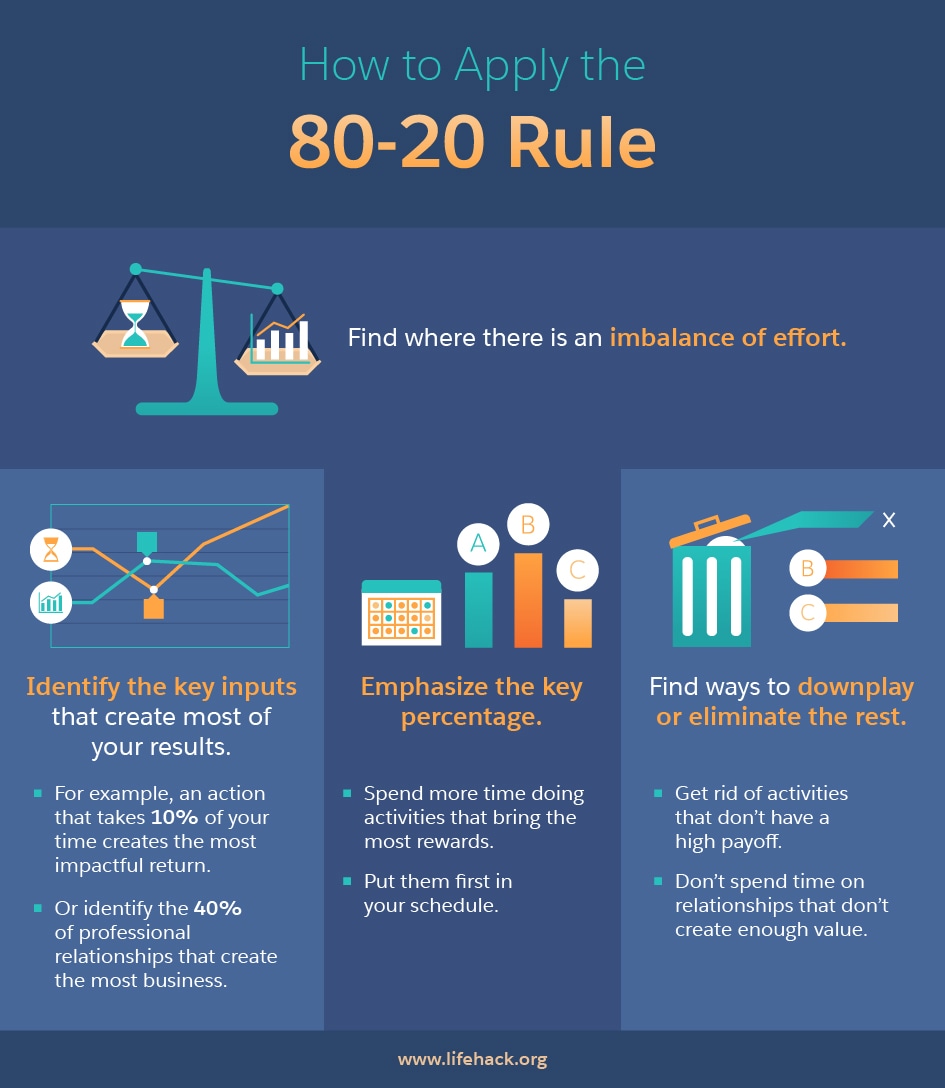 How to Apply the
80-20 Rule
Find where there is an imbalance of effort.
Identify the key inputs
that create most of
your results.
▪ For example, an action
that takes 10% of your
time creates the most
impactful return.
▪ Or identify the 40%
of professional
relationships that create
the most business.
A
B
C
Emphasize the key
percentage.
▪ Spend more time doing
activities that bring the
most rewards.
▪ Put them first in
your schedule.
X
B
C
Find ways to downplay
or eliminate the rest.
▪ Get rid of activities
that don’t have a
high payoff.
▪ Don’t spend time on
relationships that don’t
create enough value.
www.lifehack.org